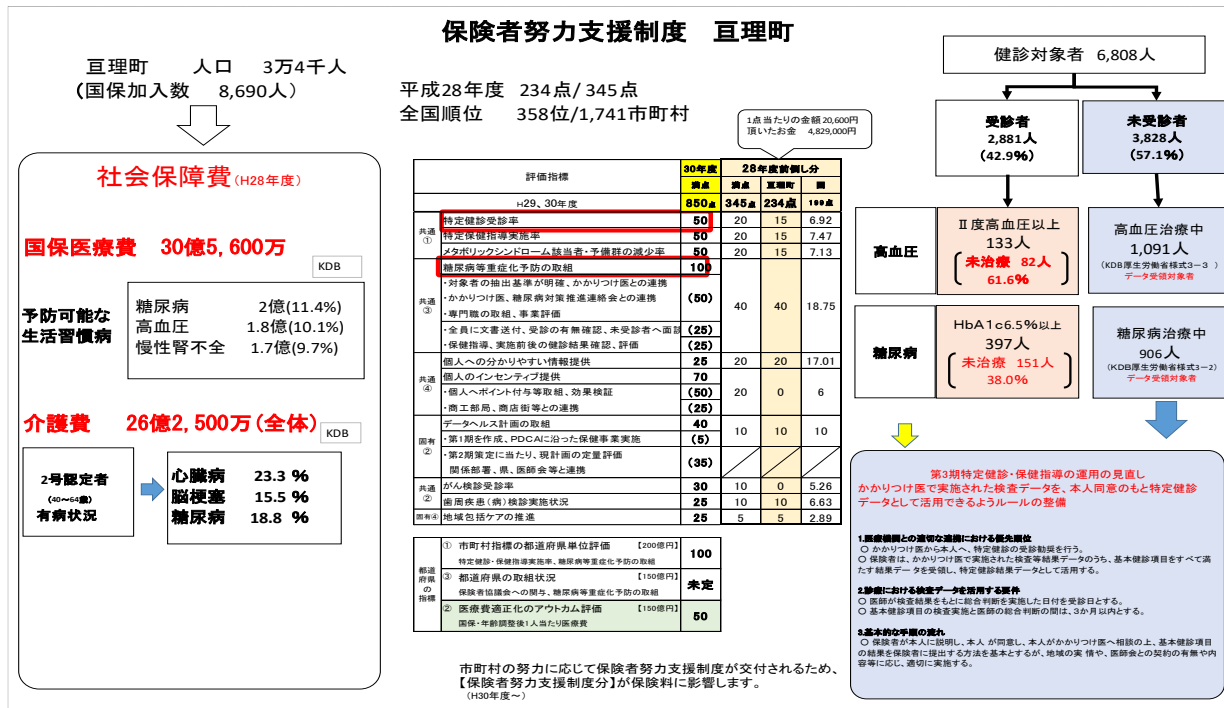 保険者努力支援制度　亘理町
亘理町　　人口　3万4千人
（国保加入数　8,690人）
社会保障費(H28年度)
国保医療費　30億5,600万
KDB
予防可能な
生活習慣病
糖尿病　2億(11.4%)
高血圧　1.8億(10.1%)
慢性腎不全　1.7億(9.7%)
介護費　26億2,500万(全体)
KDB
2号認定者
(40～64歳)
有病状況
心臓病　23.3 %
脳梗塞　15.5 %
糖尿病　18.8 %
平成28年度　234点/ 345点
全国順位　358位/1,741市町村
1点当たりの金額 20,600円
頂いたお金　4,829,000円
評価指標　30年度　28年度前倒し分
満点　満点　亘理町　国
H29、30年度　850点　345点　234点　199点
共通①　特定健診受診率　50　20　15　6.92
特定保健指導実施率　50　20　15　7.47
メタボリックシンドローム該当者・予備群の減少率　50　20　15　7.13
共通③　糖尿病等重症化予防の取組　100　40　40　18.75
・対象者の抽出基準が明確、かかりつけ医との連携
・かかりつけ医、糖尿病対策推進連絡会との連携　(50)
・専門職の取組、事業評価
・全員に文書送付、受診の有無確認、未受診者へ面談　(25)
・保健指導、実施前後の健診結果確認、評価　(25)
共通④　個人への分かりやすい情報提供　25　20　20　17.01
個人のインセンティブ提供　70　20　0　6
・個人へポイント付与等取組、効果検証　(50)
・商工部局、商店街等との連携　(25)
固有②　データヘルス計画の取組　40　10　10　10
・第1期を作成、PDCAに沿った保健事業実施　(5)
・第2期策定に当たり、現計画の定量評価　(35)
関係部署、県、医師会等と連携
共通②　がん検診受診率　30　10　0　5.26
歯周疾患（病）検診実施状況　25　10　10　6.63
固有④　地域包括ケアの推進　25　5　5　2.89
都道府県の指標
①　市町村指標の都道府県単位評価　【200億円】　100
特定健診・保健指導実施率、糖尿病等重症化予防の取組
③　都道府県の取組状況　【150億円】　未定
保険者協議会への関与、糖尿病等重症化予防の取組
②　医療費適正化のアウトカム評価　【150億円】　50
国保・年齢調整後1人当たり医療費
市町村の努力に応じて保険者努力支援制度が交付されるため、
【保険者努力支援制度分】が保険料に影響します。
（H30年度～）
健診対象者 6,808人
受診者
2,881人
(42.9%)
未受診者
3,828人
(57.1%)
高血圧
Ⅱ度高血圧以上
133人
未治療　82人
61.6%
高血圧治療中
1,091人
(KDB厚生労働省様式3－3 )
データ受領対象者
糖尿病
HbA1c6.5%以上
397人
未治療　151人
38.0%
糖尿病治療中
906人
(KDB厚生労働省様式3－2)
データ受領対象者
第3期特定健診・保健指導の運用の見直し
かかりつけ医で実施された検査データを、本人同意のもと特定健診
データとして活用できるようルールの整備
1.医療機関との適切な連携における優先順位
○ かかりつけ医から本人へ、特定健診の受診勧奨を行う。
○ 保険者は、かかりつけ医で実施された検査等結果データのうち、基本健診項目をすべて満
たす結果データを受領し、特定健診結果データとして活用する。
2.診療における検査データを活用する要件
○ 医師が検査結果をもとに総合判断を実施した日付を受診日とする。
○ 基本健診項目の検査実施と医師の総合判断の間は、3か月以内とする。
3.基本的な手順の流れ
○ 保険者が本人に説明し、本人 が同意し、本人がかかりつけ医へ相談の上、基本健診項目
の結果を保険者に提出する方法を基本とするが、地域の実 情や、医師会との契約の有無や内
容等に応じ、適切に実施する。